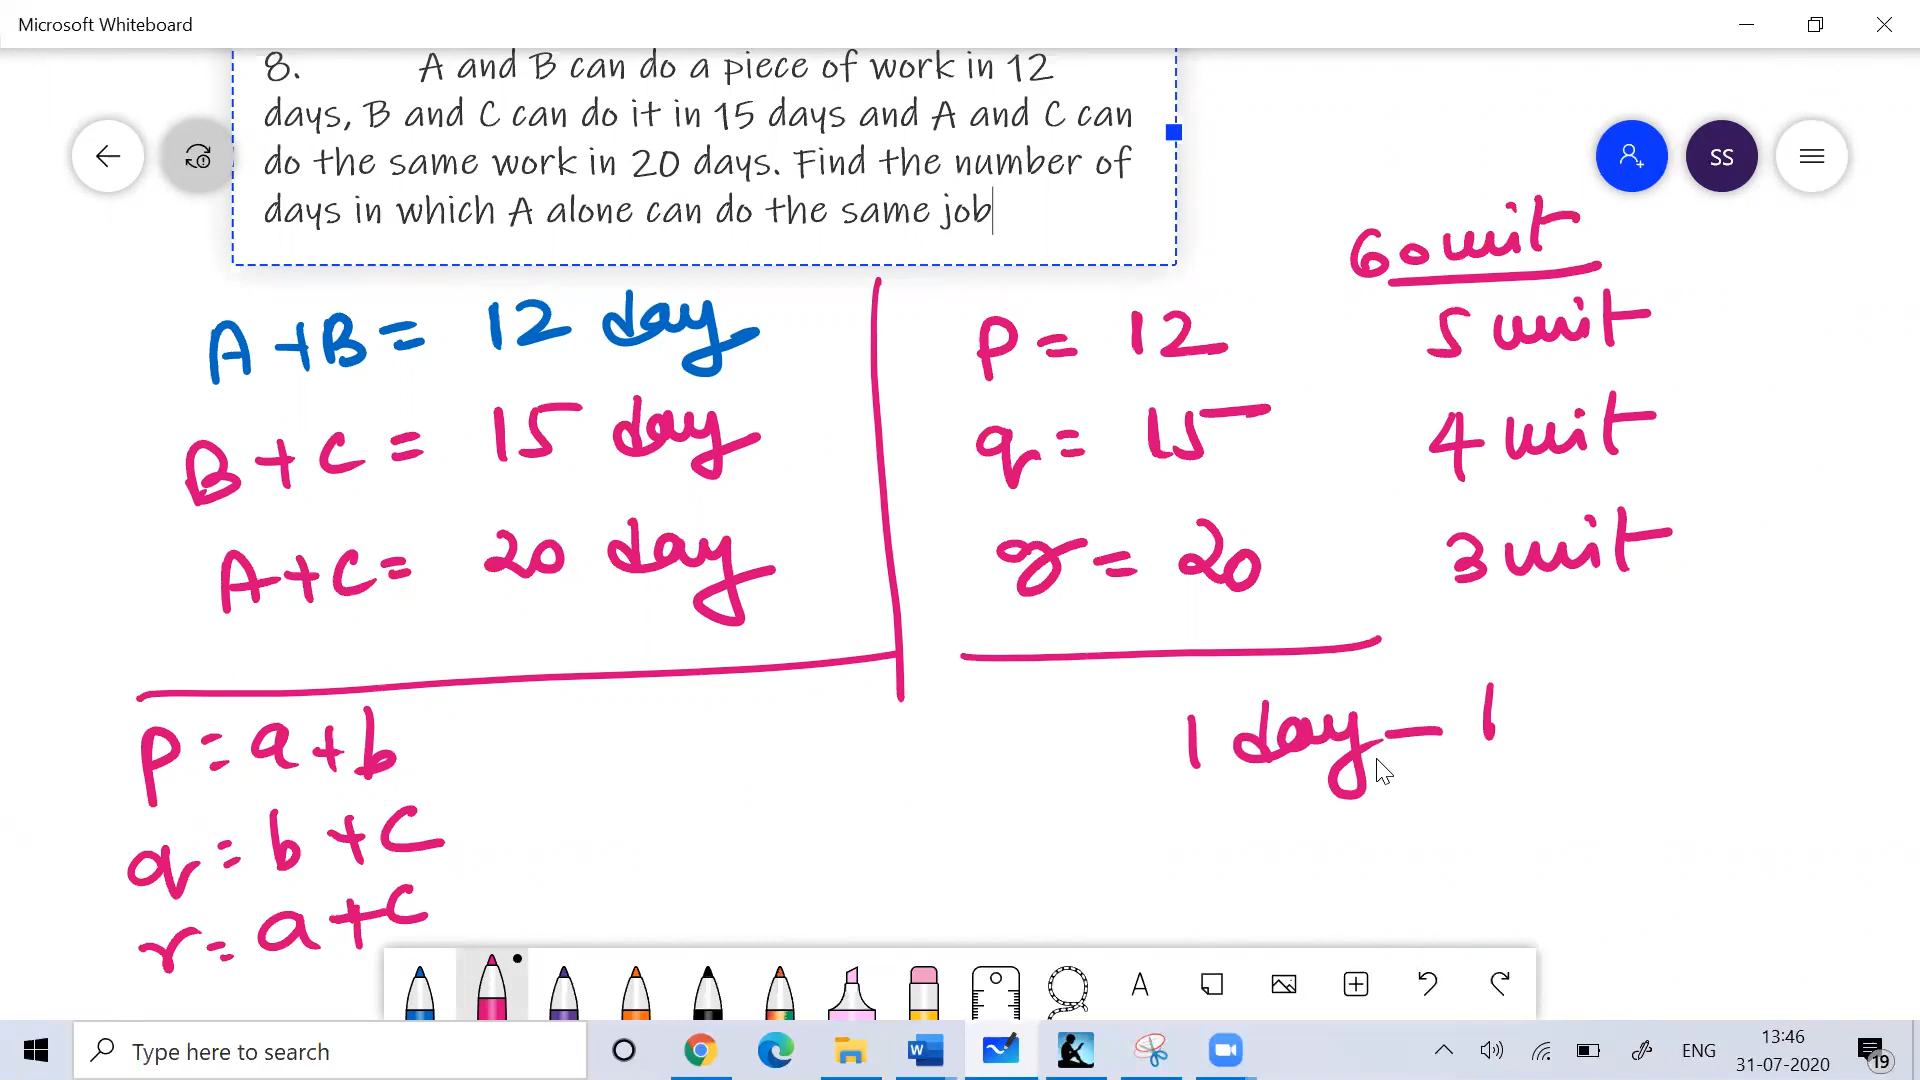 Microsoft Whiteboard
8. A and B can do a piece of work in 12
days, B and C can do it in 15 days and A and C can
do the same work in 20 days. Find the number of
days in which A alone can do the same job
SS
60 unit
A+B= 12 day
P= 12 5 unit
B+C= 15 day
q= 15 4 unit
A+C= 20 day
r= 20 3 unit
P=a+b
1 day - 1
q=b+c
r=a+c
Type here to search
ENG
13:46
31-07-2020
19